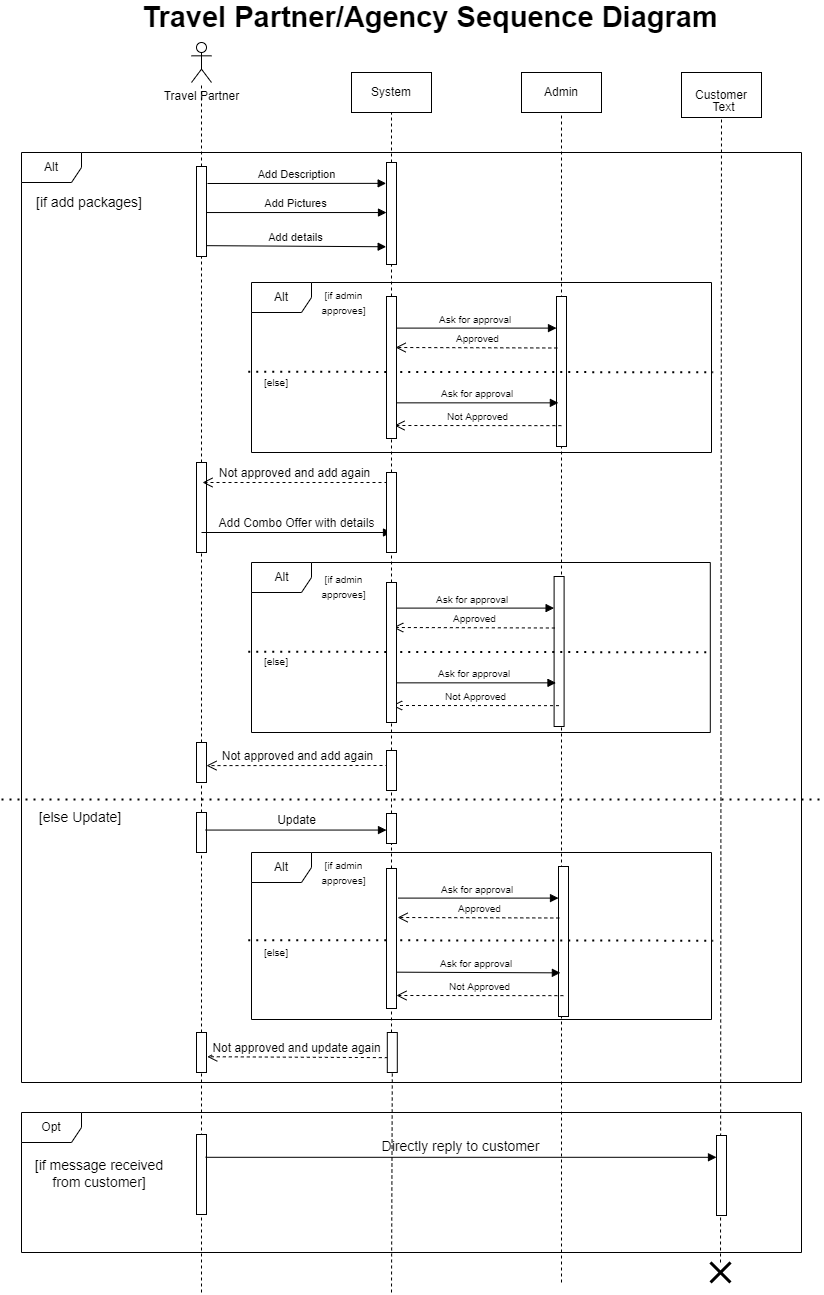 Travel Partner/Agency Sequence Diagram
Travel Partner
System
Admin
Customer
Text
Alt
[if add packages]
Add Description
Add Pictures
Add details
Alt
[if admin
approves]
Ask for approval
Approved
[else]
Ask for approval
Not Approved
Not approved and add again
Add Combo Offer with details
Alt
[if admin
approves]
Ask for approval
Approved
[else]
Ask for approval
Not Approved
Not approved and add again
[else Update]
Update
Alt
[if admin
approves]
Ask for approval
Approved
[else]
Ask for approval
Not Approved
Not approved and update again
Opt
[if message received
from customer]
Directly reply to customer